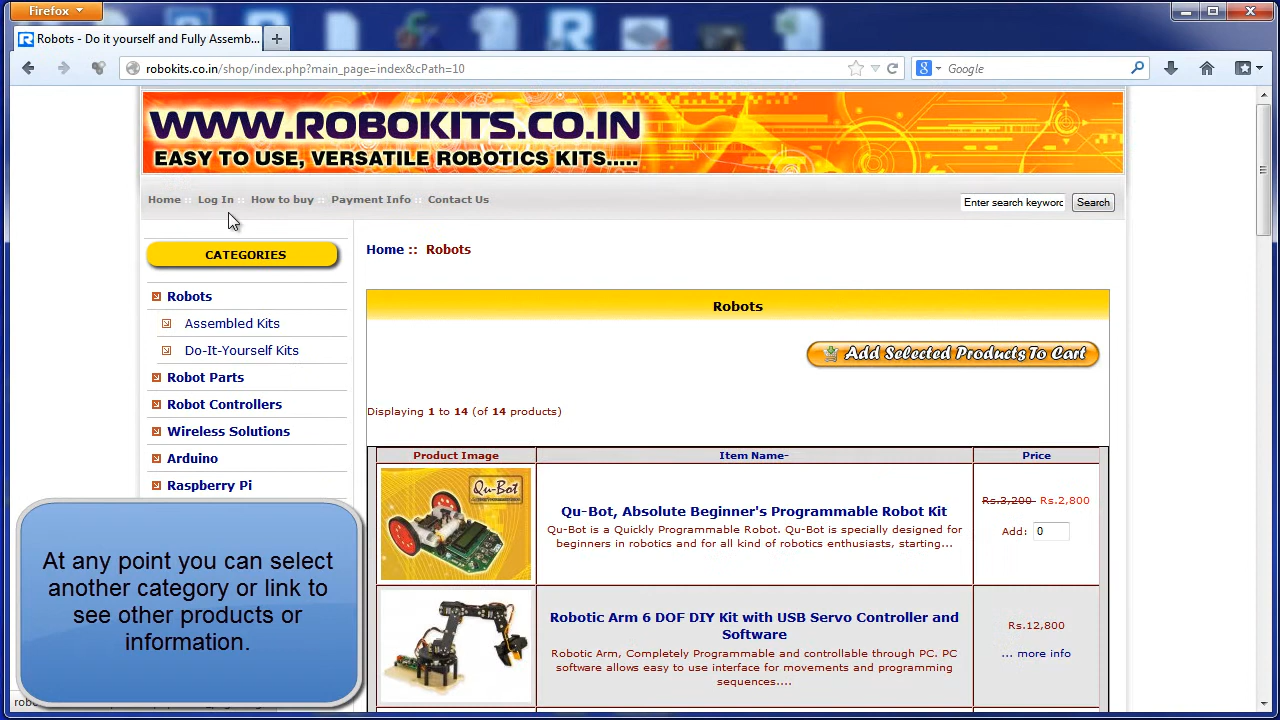 Firefox
Robots - Do it yourself and Fully Assemb...
robokits.co.in/shop/index.php?main_page=index&cPath=10
Google
WWW.ROBOKITS.CO.IN
EASY TO USE, VERSATILE ROBOTICS KITS.....
Home :: Log In :: How to buy :: Payment Info :: Contact Us
Enter search keyword
Search
CATEGORIES
Robots
Assembled Kits
Do-It-Yourself Kits
Robot Parts
Robot Controllers
Wireless Solutions
Arduino
Raspberry Pi
Home :: Robots
Robots
Add Selected Products To Cart
Displaying 1 to 14 (of 14 products)
Product Image Item Name- Price
Qu-Bot
Qu-Bot, Absolute Beginner's Programmable Robot Kit
Qu-Bot is a Quickly Programmable Robot. Qu-Bot is specially designed for
beginners in robotics and for all kind of robotics enthusiasts, starting...
Rs.3,200 Rs.2,800
Add: 0
Robotic Arm 6 DOF DIY Kit with USB Servo Controller and
Software
Robotic Arm, Completely Programmable and controllable through PC. PC
software allows easy to use interface for movements and programming
sequences....
Rs.12,800
... more info
At any point you can select
another category or link to
see other products or
information.